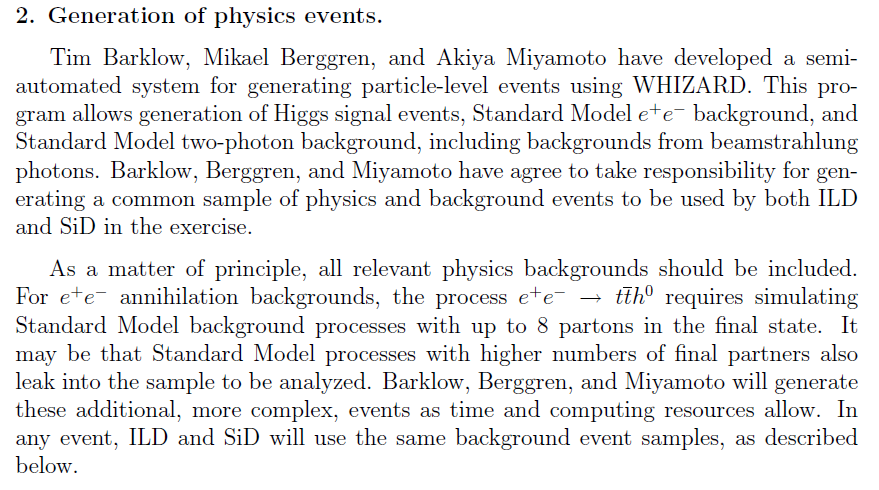 2. Generation of physics events.
Tim Barklow, Mikael Berggren, and Akiya Miyamoto have developed a semi-
automated system for generating particle-level events using WHIZARD. This pro-
gram allows generation of Higgs signal events, Standard Model e⁺e⁻ background, and
Standard Model two-photon background, including backgrounds from beamstrahlung
photons. Barklow, Berggren, and Miyamoto have agree to take responsibility for gen-
erating a common sample of physics and background events to be used by both ILD
and SiD in the exercise.
As a matter of principle, all relevant physics backgrounds should be included.
For e⁺e⁻ annihilation backgrounds, the process e⁺e⁻ → tt̄h⁰ requires simulating
Standard Model background processes with up to 8 partons in the final state. It
may be that Standard Model processes with higher numbers of final partners also
leak into the sample to be analyzed. Barklow, Berggren, and Miyamoto will generate
these additional, more complex, events as time and computing resources allow. In
any event, ILD and SiD will use the same background event samples, as described
below.